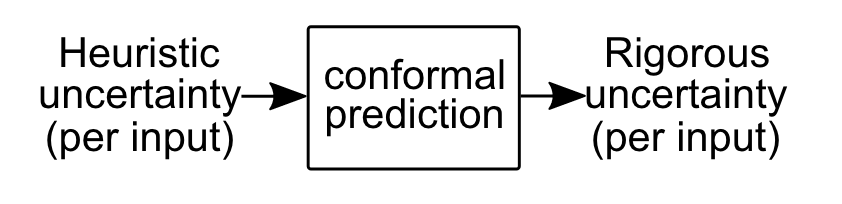 Heuristic
uncertainty
(per input)
conformal
prediction
Rigorous
uncertainty
(per input)